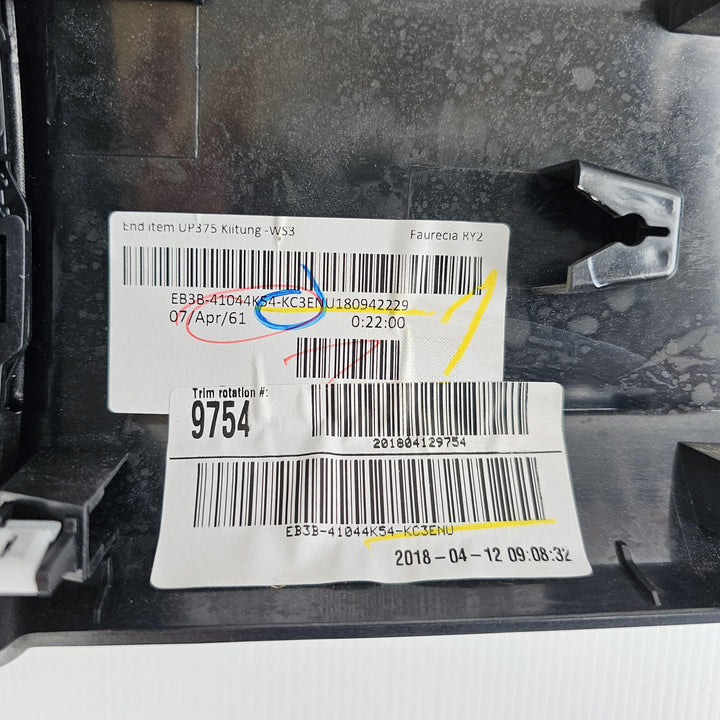 End item UP375 Kiitung -WS3 Faurecia RY2
EB3B-41044K54-KC3ENU180942229
07/Apr/61 0:22:00
Trim rotation #:
9754
201804129754
EB3B-41044K54-KC3ENU
2018-04-12 09:08:32